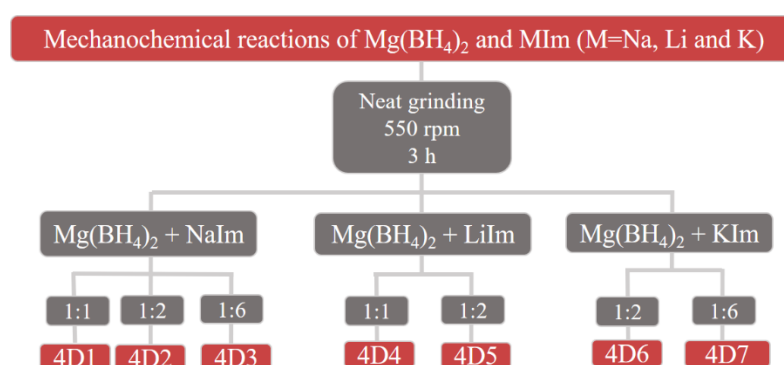 Mechanochemical reactions of Mg(BH₄)₂ and MIm (M=Na, Li and K)
Neat grinding
550 rpm
3 h
Mg(BH₄)₂ + NaIm
Mg(BH₄)₂ + LiIm
Mg(BH₄)₂ + KIm
1:1
1:2
1:6
1:1
1:2
1:2
1:6
4D1
4D2
4D3
4D4
4D5
4D6
4D7